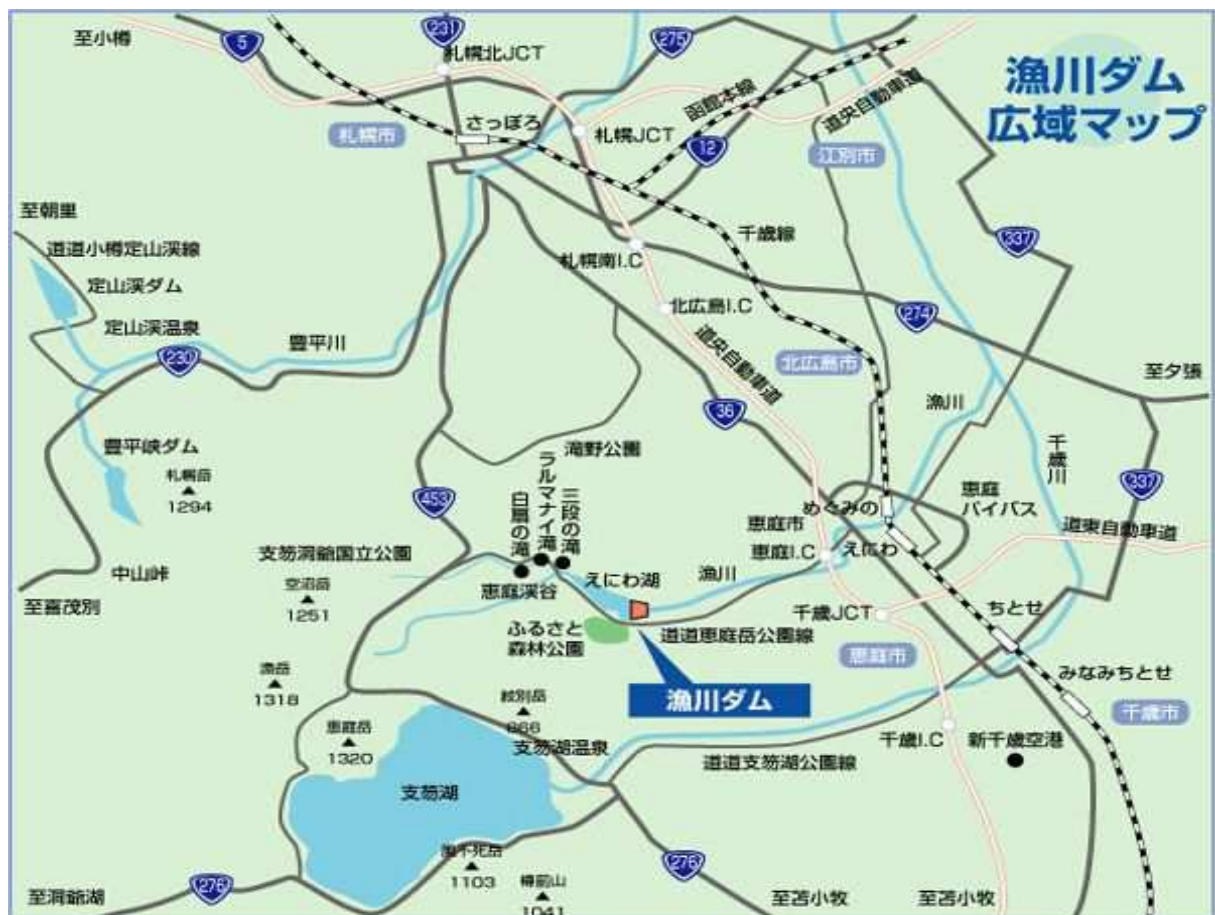 漁川ダム
広域マップ
至小樽
5
231
札幌北JCT
275
札幌市
さっぽろ
札幌JCT
函館本線
12
道央自動車道
江別市
至朝里
道道小樽定山渓線
定山渓ダム
定山渓温泉
230
豊平川
札幌南I.C
千歳線
337
北広島I.C
274
道央自動車道
北広島市
至夕張
36
漁川
豊平峡ダム
札幌岳
1294
滝野公園
千歳川
453
白扇の滝
ラルマナイ滝
三段の滝
めぐみの
恵庭
バイパス
337
恵庭市
恵庭I.C
えにわ
道東自動車道
支笏洞爺国立公園
中山峠
至喜茂別
空沼岳
1251
恵庭渓谷
えにわ湖
漁川
千歳JCT
ちとせ
ふるさと
森林公園
道道恵庭岳公園線
恵庭市
漁岳
1318
漁川ダム
みなみちとせ
千歳市
紋別岳
866
恵庭岳
1320
支笏湖温泉
道道支笏湖公園線
千歳I.C
新千歳空港
支笏湖
風不死岳
1103
276
276
樽前山
1041
至洞爺湖
至苫小牧
至苫小牧